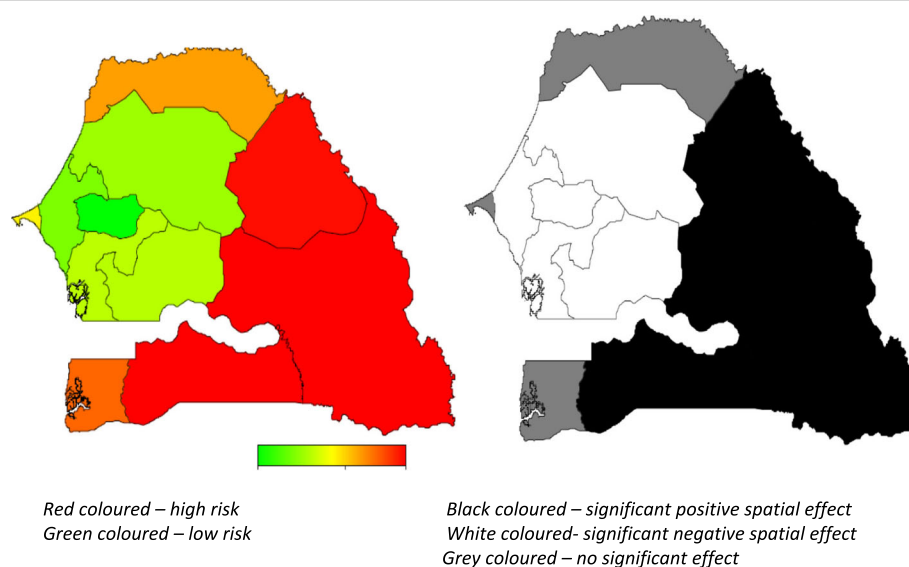 Red coloured – high risk
Green coloured – low risk
Black coloured – significant positive spatial effect
White coloured- significant negative spatial effect
Grey coloured – no significant effect